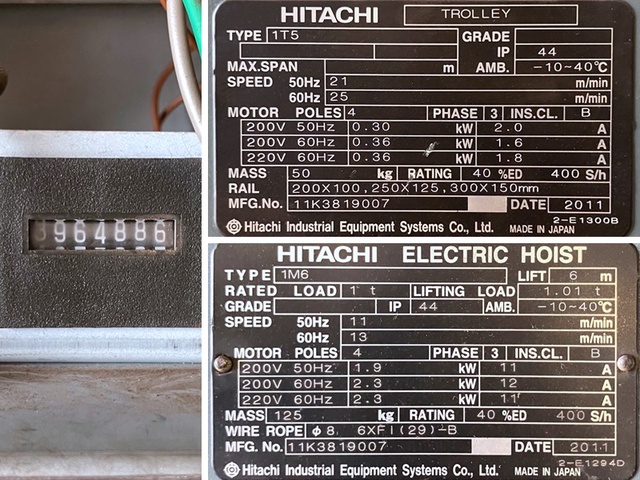 964886
HITACHI TROLLEY
TYPE 1T5 GRADE
IP 44
MAX.SPAN m AMB. -10~40℃
SPEED 50Hz 21 m/min
60Hz 25 m/min
MOTOR POLES 4 PHASE 3 INS.CL. B
200V 50Hz 0.30 kW 2.0 A
200V 60Hz 0.36 kW 1.6 A
220V 60Hz 0.36 kW 1.8 A
MASS 50 kg RATING 40 %ED 400 S/h
RAIL 200X100,250X125,300X150mm
MFG.No. 11K3819007 DATE 2011
2-E1300B
Hitachi Industrial Equipment Systems Co., Ltd. MADE IN JAPAN
HITACHI ELECTRIC HOIST
TYPE 1M6 LIFT 6 m
RATED LOAD 1 t LIFTING LOAD 1.01 t
GRADE IP 44 AMB. -10~40℃
SPEED 50Hz 11 m/min
60Hz 13 m/min
MOTOR POLES 4 PHASE 3 INS.CL. B
200V 50Hz 1.9 kW 11 A
200V 60Hz 2.3 kW 12 A
220V 60Hz 2.3 kW 11 A
MASS 125 kg RATING 40 %ED 400 S/h
WIRE ROPE φ8 6XFI(29)-B
MFG. No. 11K3819007 DATE 2011
2-E1294D
Hitachi Industrial Equipment Systems Co., Ltd. MADE IN JAPAN